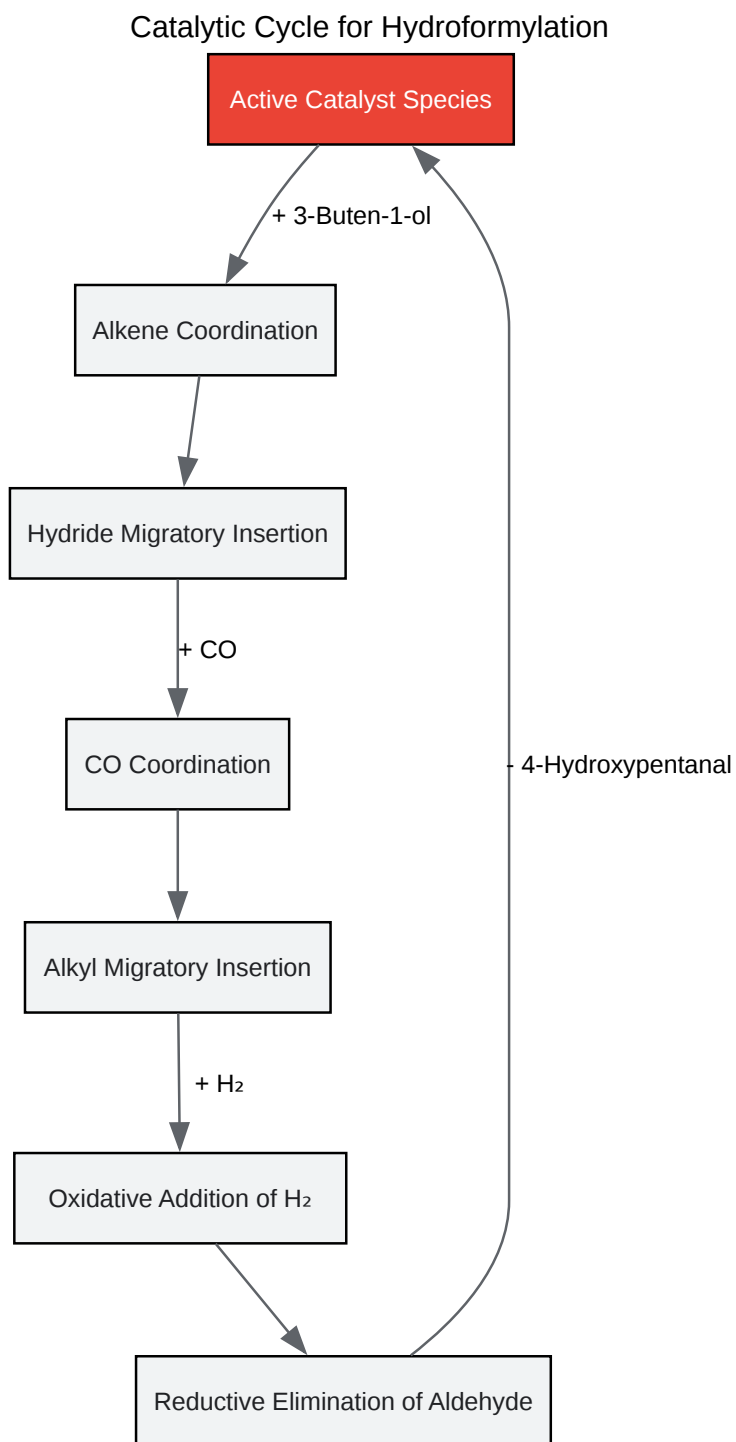 Catalytic Cycle for Hydroformylation
Active Catalyst Species
+ 3-Buten-1-ol
Alkene Coordination
Hydride Migratory Insertion
+ CO
CO Coordination
- 4-Hydroxypentanal
Alkyl Migratory Insertion
+ H₂
Oxidative Addition of H₂
Reductive Elimination of Aldehyde